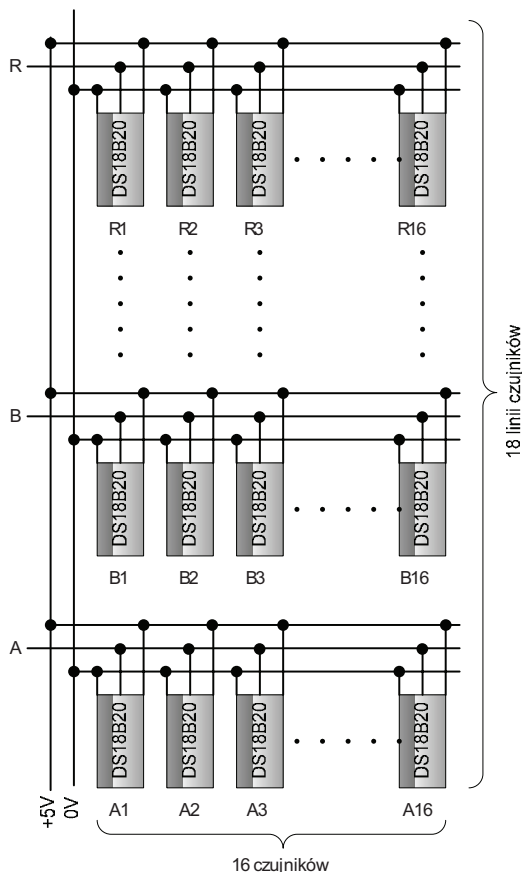 R
DS18B20 DS18B20 DS18B20 DS18B20
R1 R2 R3 R16
B
DS18B20 DS18B20 DS18B20 DS18B20
B1 B2 B3 B16
A
DS18B20 DS18B20 DS18B20 DS18B20
+5V 0V A1 A2 A3 A16
16 czujników
18 linii czujników